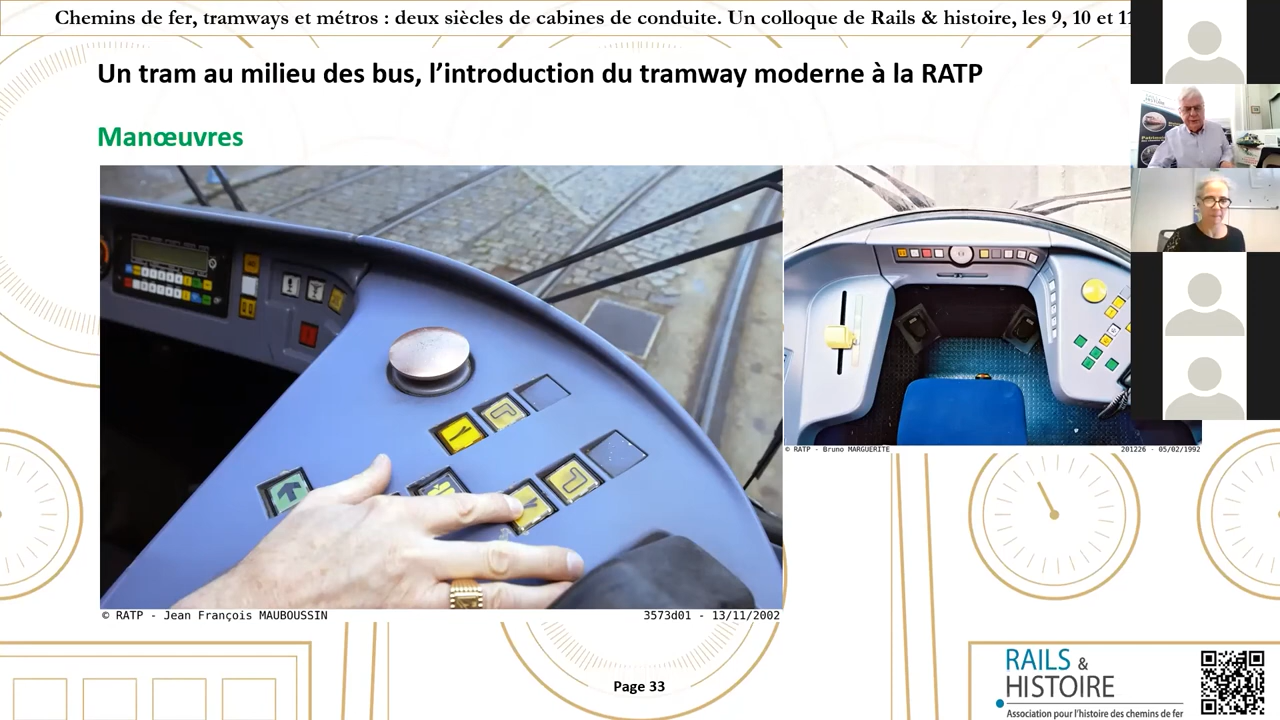 Chemins de fer, tramways et métros : deux siècles de cabines de conduite. Un colloque de Rails & histoire, les 9, 10 et 11
Un tram au milieu des bus, l'introduction du tramway moderne à la RATP
Manœuvres
© RATP - Bruno MARGUERITE 201226 - 05/02/1992
© RATP - Jean François MAUBOUSSIN 3573d01 - 13/11/2002
Page 33
RAILS &
HISTOIRE
Association pour l'histoire des chemins de fer